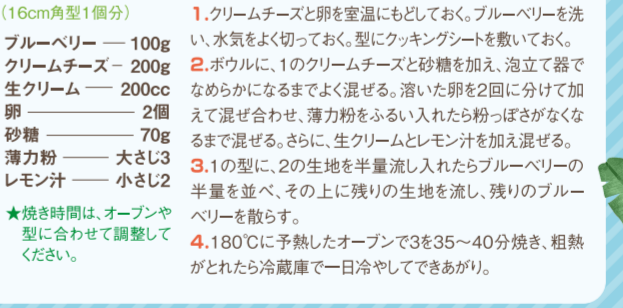 （16cm角型1個分）
ブルーベリー ― 100g
クリームチーズ － 200g
生クリーム ― 200cc
卵 ――― 2個
砂糖 ――― 70g
薄力粉 ― 大さじ3
レモン汁 ― 小さじ2
★焼き時間は、オーブンや
型に合わせて調整して
ください。
1.クリームチーズと卵を室温にもどしておく。ブルーベリーを洗
い、水気をよく切っておく。型にクッキングシートを敷いておく。
2.ボウルに、1のクリームチーズと砂糖を加え、泡立て器で
なめらかになるまでよく混ぜる。溶いた卵を2回に分けて加
えて混ぜ合わせ、薄力粉をふるい入れたら粉っぽさがなくな
るまで混ぜる。さらに、生クリームとレモン汁を加え混ぜる。
3.1の型に、2の生地を半量流し入れたらブルーベリーの
半量を並べ、その上に残りの生地を流し、残りのブルー
ベリーを散らす。
4.180℃に予熱したオーブンで3を35～40分焼き、粗熱
がとれたら冷蔵庫で一日冷やしてできあがり。